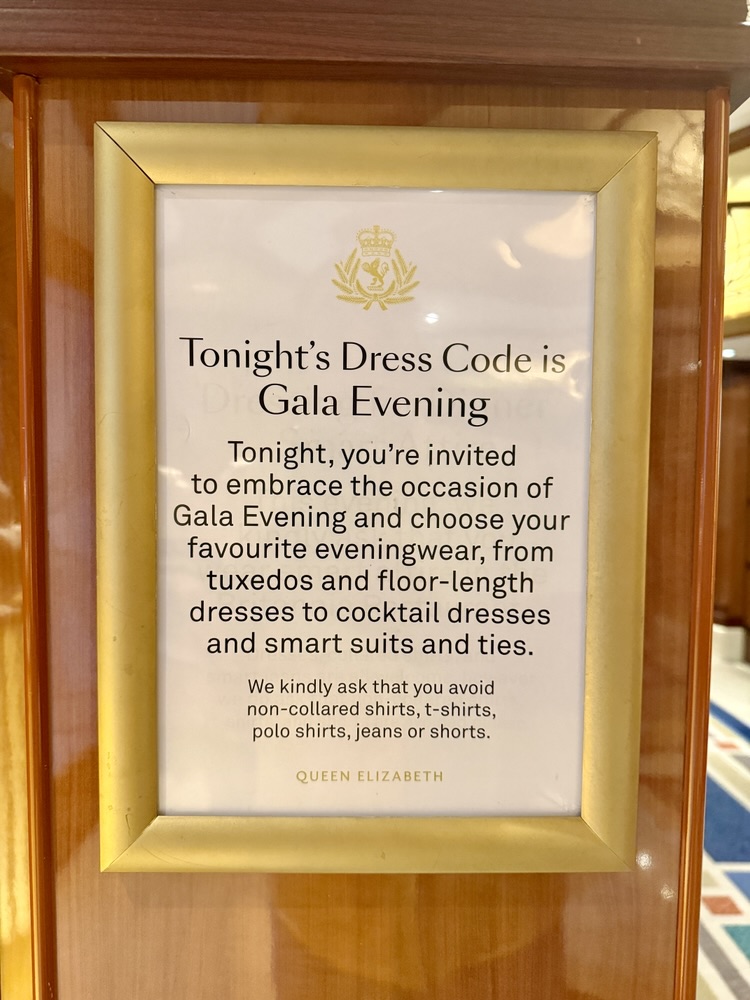 Tonight's Dress Code is
Gala Evening
Tonight, you're invited
to embrace the occasion of
Gala Evening and choose your
favourite eveningwear, from
tuxedos and floor-length
dresses to cocktail dresses
and smart suits and ties.
We kindly ask that you avoid
non-collared shirts, t-shirts,
polo shirts, jeans or shorts.
QUEEN ELIZABETH